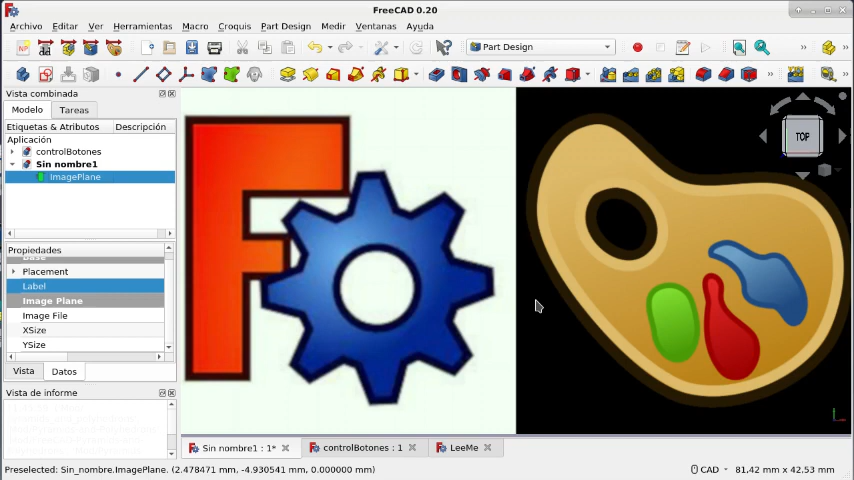 FreeCAD 0.20
Archivo Editar Ver Herramientas Macro Croquis Part Design Medir Ventanas Ayuda
Part Design
Vista combinada
Modelo Tareas
Etiquetas & Atributos Descripción
Aplicación
controlBotones
Sin nombre1
ImagePlane
Propiedades
Base
Placement
Label
Image Plane
Image File
XSize
YSize
Vista Datos
Vista de informe
TOP
Sin nombre1 : 1* controlBotones : 1 LeeMe
Preselected: Sin_nombre.ImagePlane. (2.478471 mm, -4.930541 mm, 0.000000 mm) CAD 81,42 mm x 42.53 mm